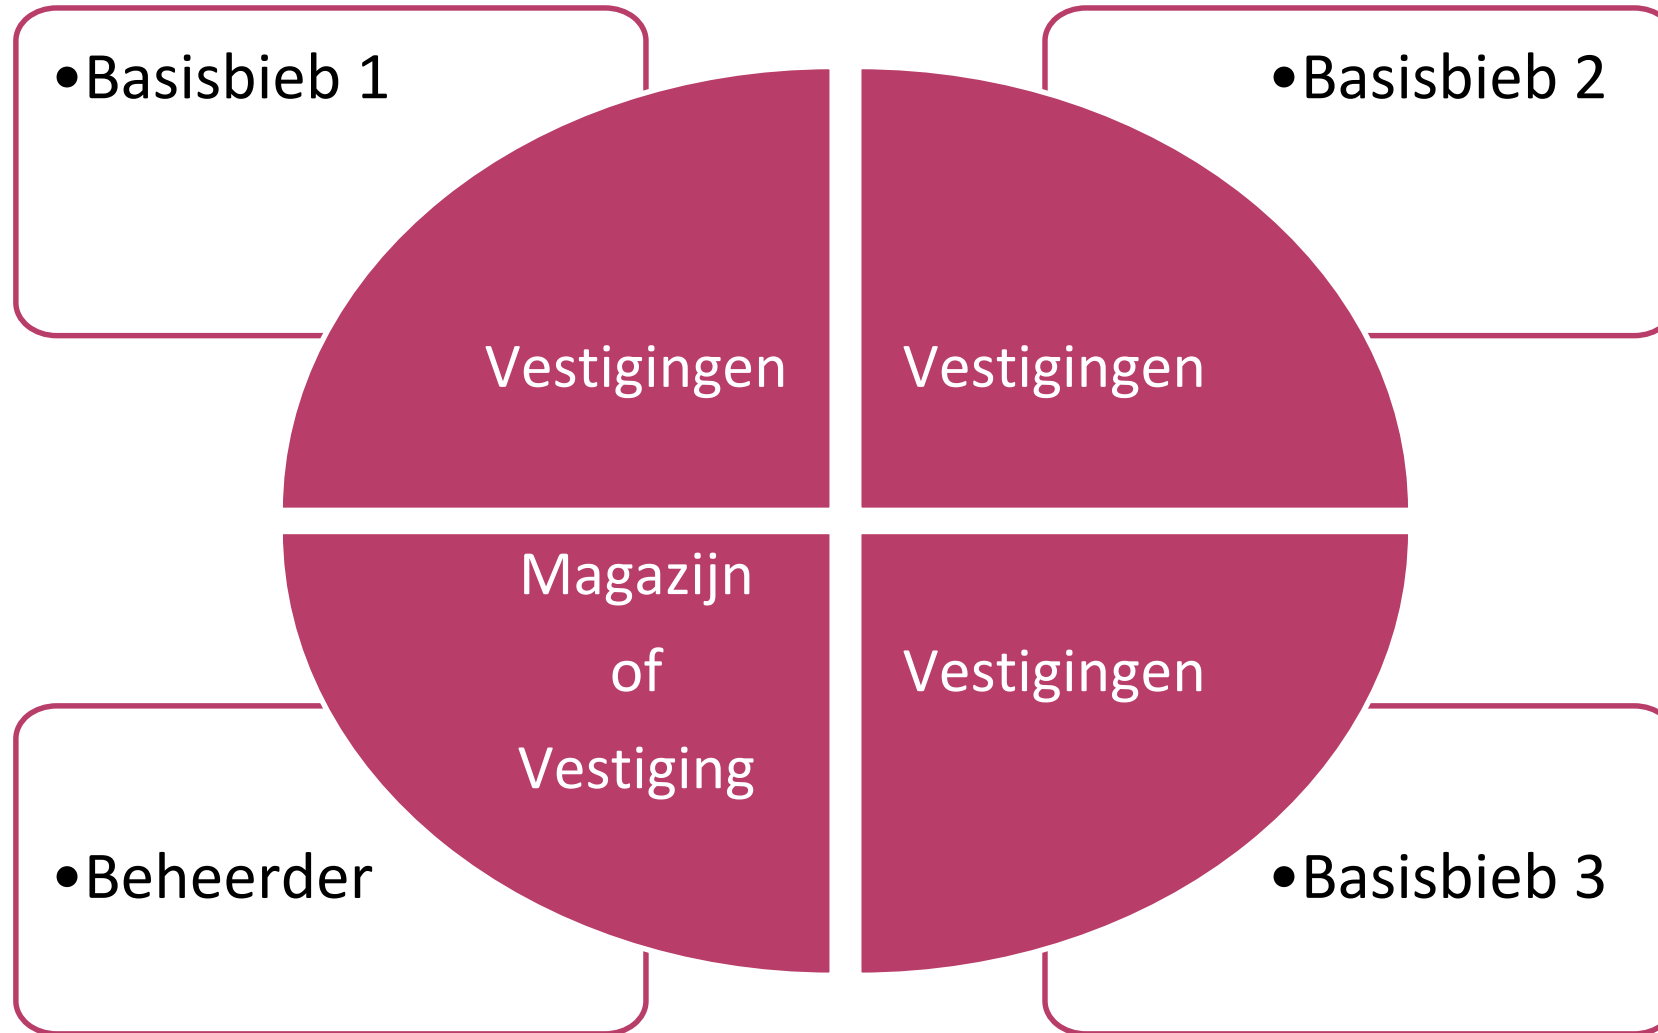 •Basisbieb 1
•Basisbieb 2
Vestigingen
Vestigingen
Magazijn
of
Vestiging
Vestigingen
•Beheerder
•Basisbieb 3